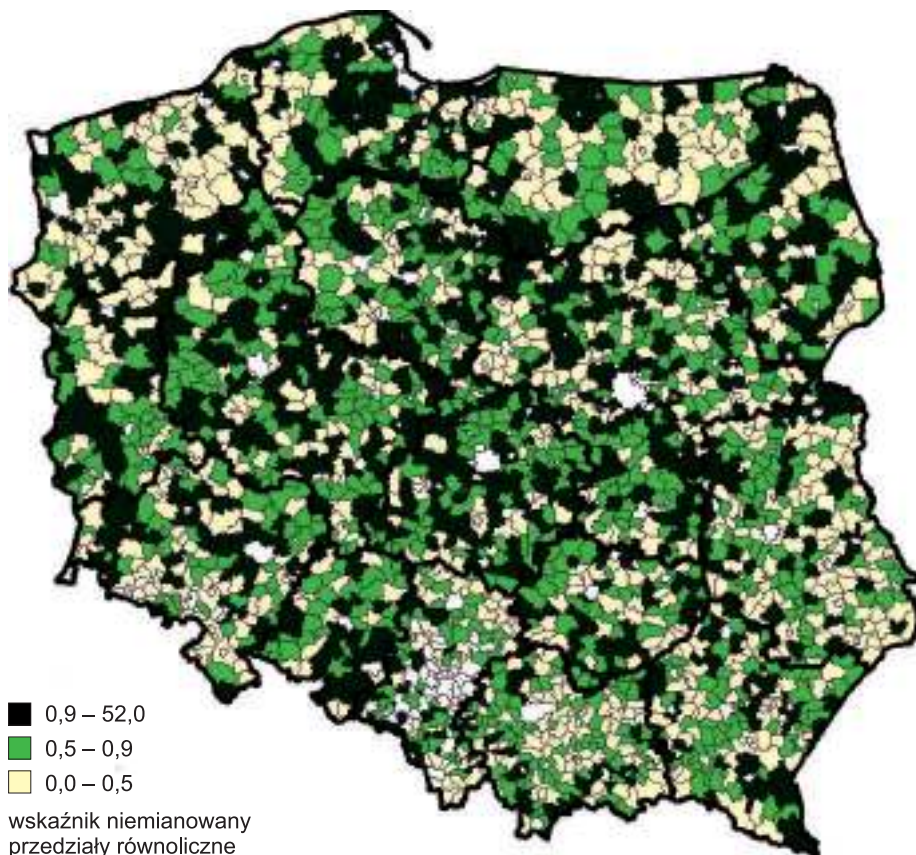 0,9 – 52,0
0,5 – 0,9
0,0 – 0,5
wskaźnik niemianowany
przedziały równoliczne